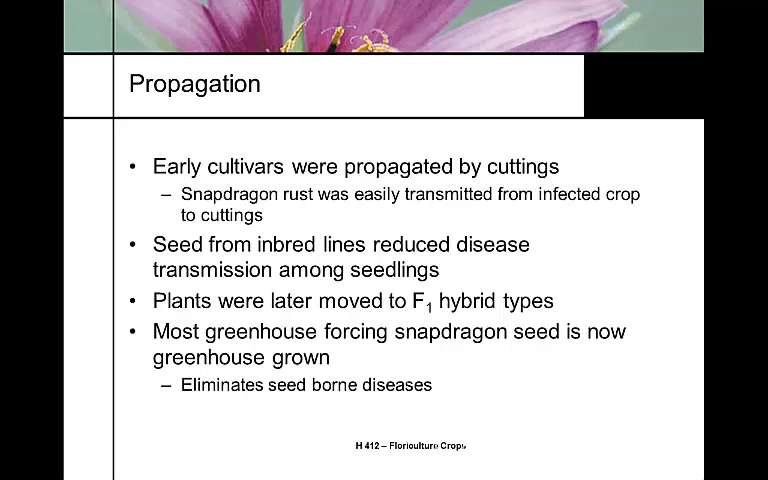 Propagation
• Early cultivars were propagated by cuttings
– Snapdragon rust was easily transmitted from infected crop
to cuttings
• Seed from inbred lines reduced disease
transmission among seedlings
• Plants were later moved to F1 hybrid types
• Most greenhouse forcing snapdragon seed is now
greenhouse grown
– Eliminates seed borne diseases
H 412 – Floriculture Crops